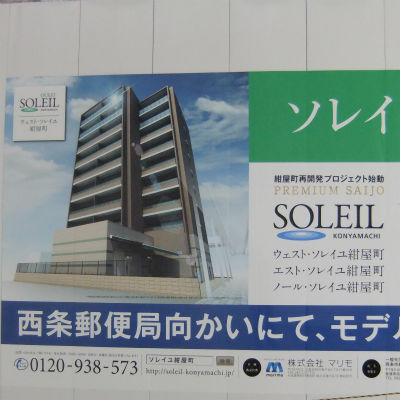 OUEST
SOLEIL
ウェスト・ソレイユ
紺屋町
ソレイ
紺屋町再開発プロジェクト始動
PREMIUM SAIJO
SOLEIL
KONYAMACHI
ウェスト・ソレイユ紺屋町
エスト・ソレイユ紺屋町
ノール・ソレイユ紺屋町
西条郵便局向かいにて、モデル
0120-938-573
ソレイユ紺屋町
検索
http://soleil-konyamachi.jp/
marimo
株式会社 マリモ